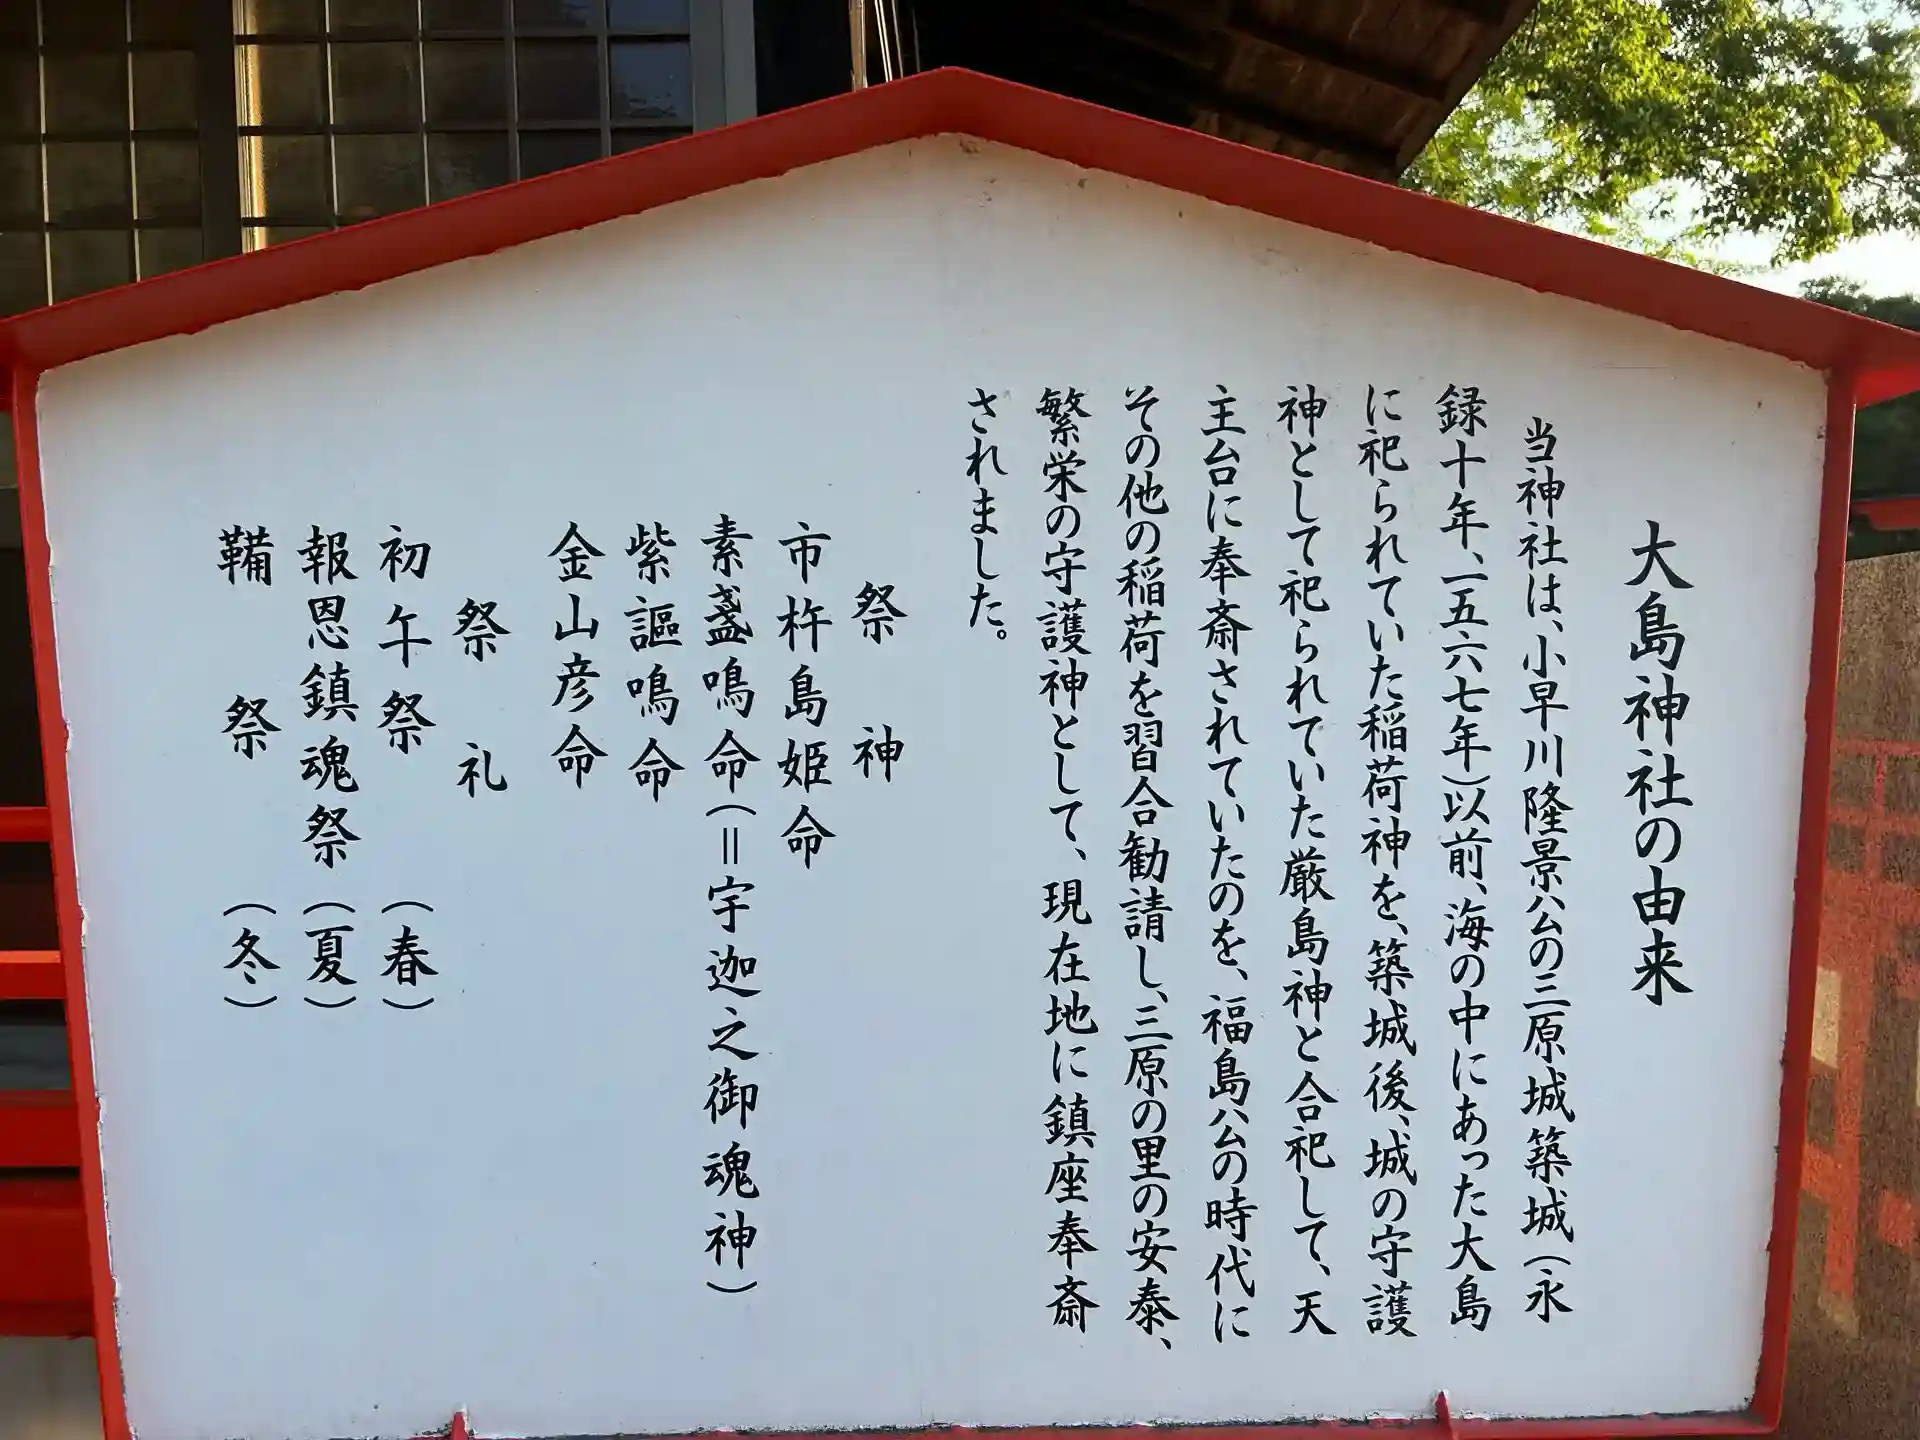 大島神社の由来
当神社は、小早川隆景公の三原城築城（永
録十年、一五六七年）以前、海の中にあった大島
に祀られていた稲荷神を、築城後、城の守護
神として祀られていた厳島神と合祀して、天
主台に奉斎されていたのを、福島公の時代に
その他の稲荷を習合勧請し、三原の里の安泰、
繁栄の守護神として、現在地に鎮座奉斎
されました。
祭神
市杵島姫命
素盞鳴命（＝宇迦之御魂神）
紫謳鳴命
金山彦命
祭礼
初午祭（春）
報恩鎮魂祭（夏）
鞴祭（冬）